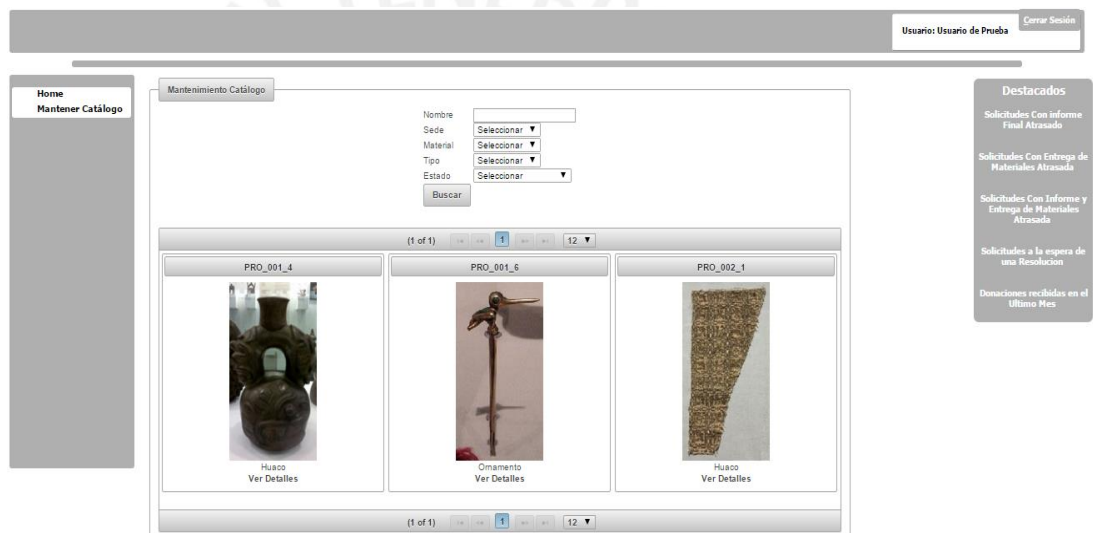 Usuario: Usuario de Prueba
Cerrar Sesión
Home
Mantener Catálogo
Mantenimiento Catálogo
Nombre
Sede Seleccionar
Material Seleccionar
Tipo Seleccionar
Estado Seleccionar
Buscar
(1 of 1) 1 12
PRO_001_4
Huaco
Ver Detalles
PRO_001_6
Ornamento
Ver Detalles
PRO_002_1
Huaco
Ver Detalles
(1 of 1) 1 12
Destacados
Solicitudes Con informe
Final Atrasado
Solicitudes Con Entrega de
Materiales Atrasada
Solicitudes Con Informe y
Entrega de Materiales
Atrasada
Solicitudes a la espera de
una Resolucion
Donaciones recibidas en el
Ultimo Mes